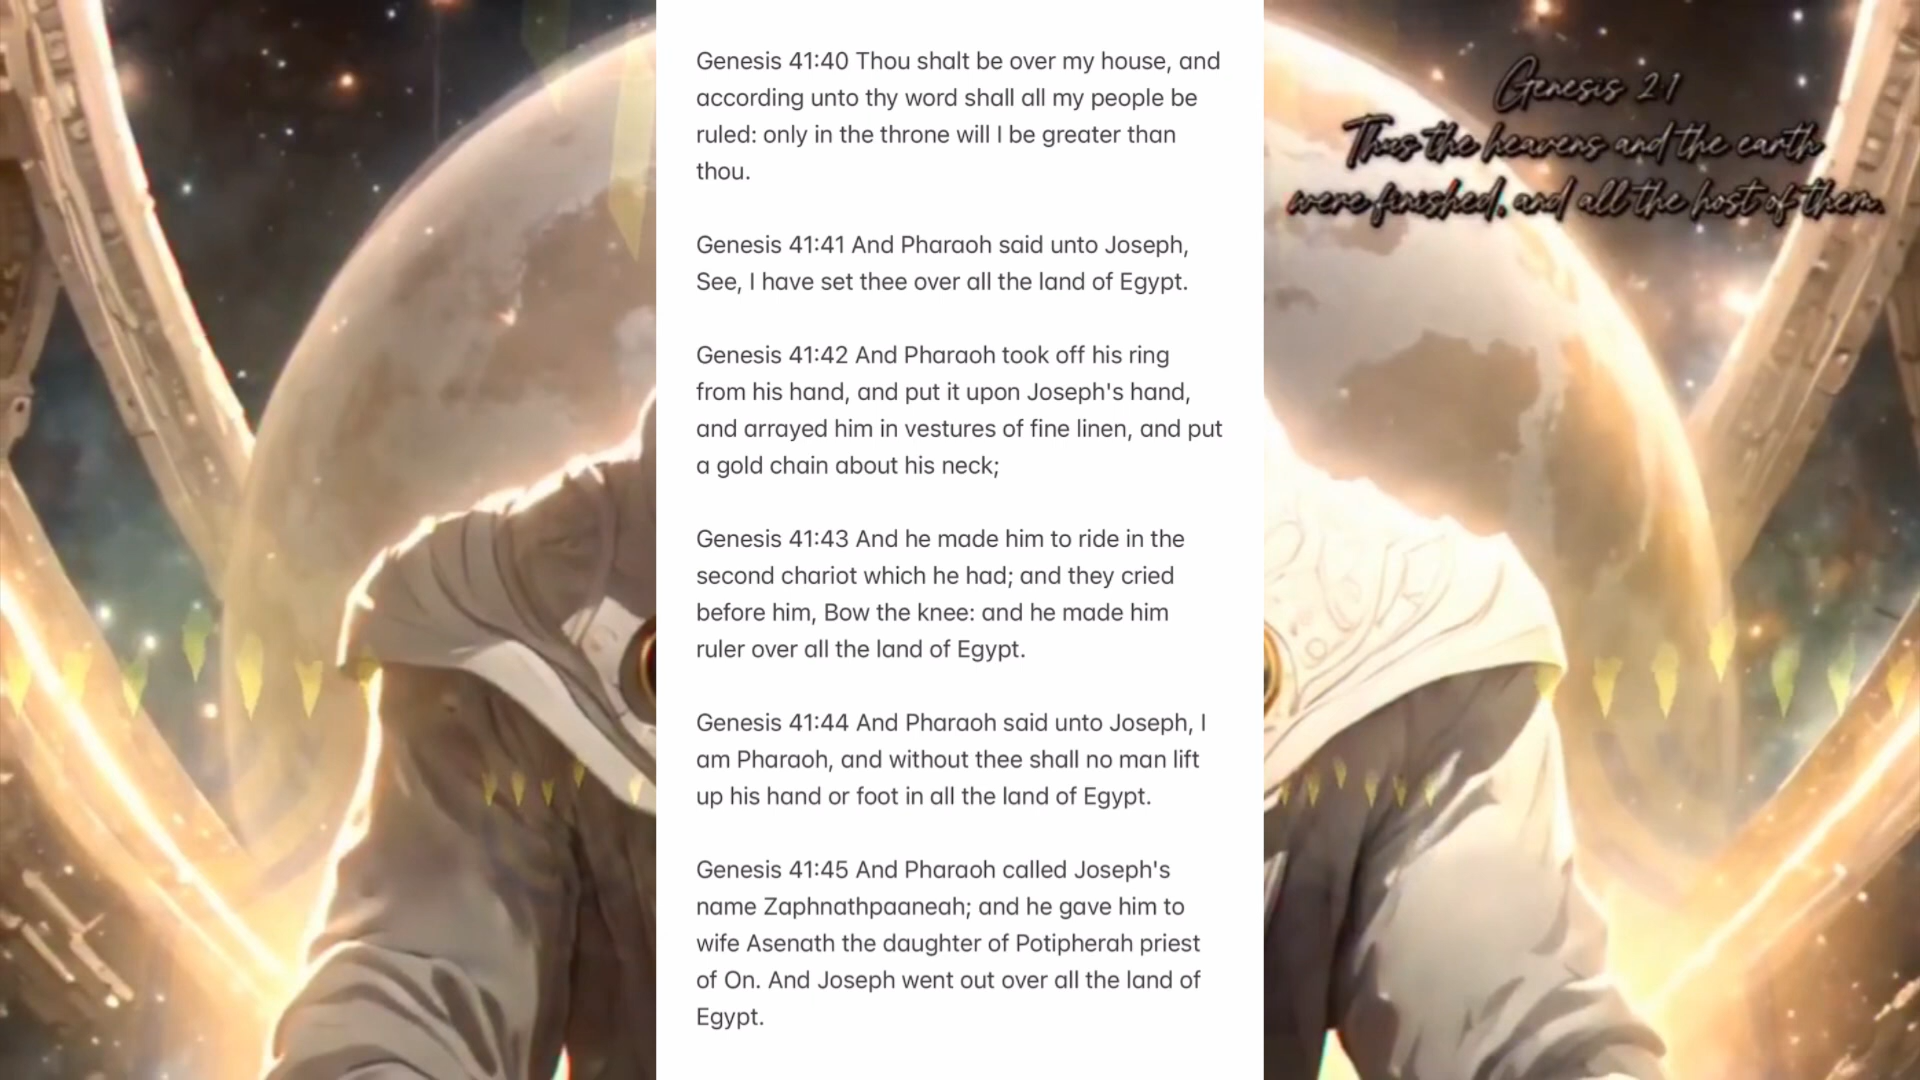 Genesis 41:40 Thou shalt be over my house, and
according unto thy word shall all my people be
ruled: only in the throne will I be greater than
thou.
Genesis 41:41 And Pharaoh said unto Joseph,
See, I have set thee over all the land of Egypt.
Genesis 41:42 And Pharaoh took off his ring
from his hand, and put it upon Joseph's hand,
and arrayed him in vestures of fine linen, and put
a gold chain about his neck;
Genesis 41:43 And he made him to ride in the
second chariot which he had; and they cried
before him, Bow the knee: and he made him
ruler over all the land of Egypt.
Genesis 41:44 And Pharaoh said unto Joseph, I
am Pharaoh, and without thee shall no man lift
up his hand or foot in all the land of Egypt.
Genesis 41:45 And Pharaoh called Joseph's
name Zaphnathpaaneah; and he gave him to
wife Asenath the daughter of Potipherah priest
of On. And Joseph went out over all the land of
Egypt.
Genesis 2:1
Thus the heavens and the earth
were finished, and all the host of them.